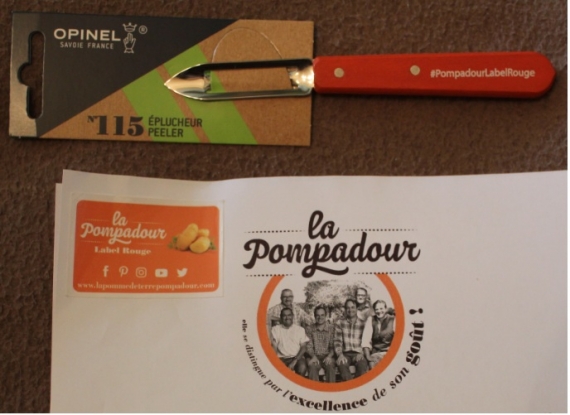 OPINEL®
SAVOIE FRANCE
N°115 ÉPLUCHEUR
PEELER
#PompadourLabelRouge
la
Pompadour
Label Rouge
www.lapommedeterrepompadour.com
la
Pompadour
elle se distingue par l'excellence de son goût !